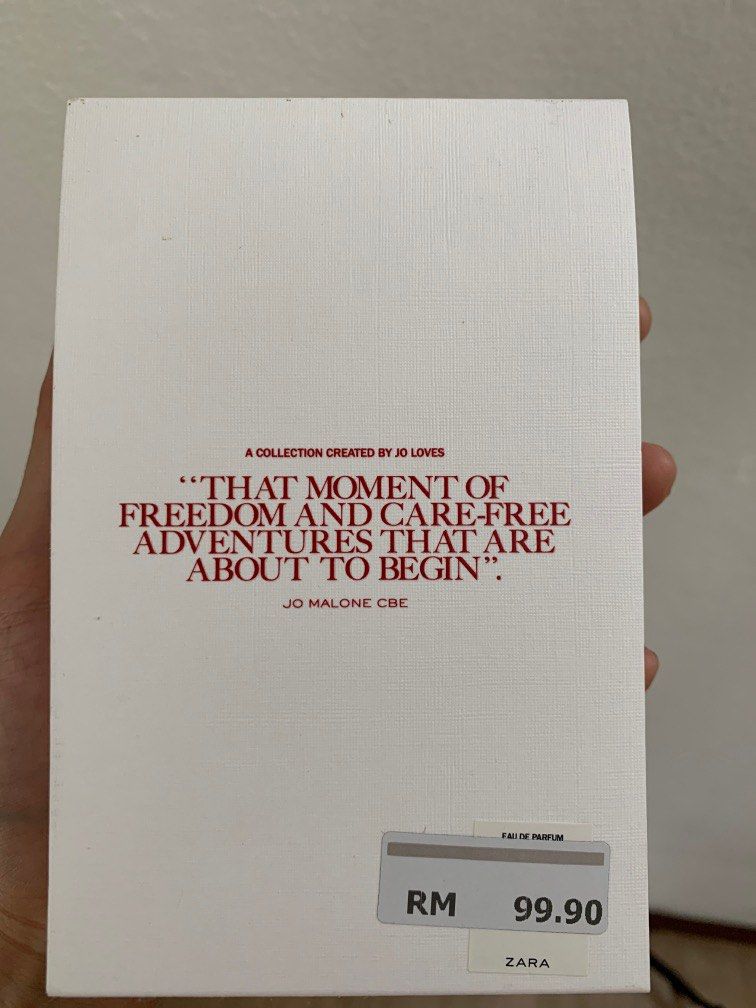 A COLLECTION CREATED BY JO LOVES
‘‘THAT MOMENT OF
FREEDOM AND CARE-FREE
ADVENTURES THAT ARE
ABOUT TO BEGIN”.
JO MALONE CBE
EAU DE PARFUM
RM 99.90
ZARA